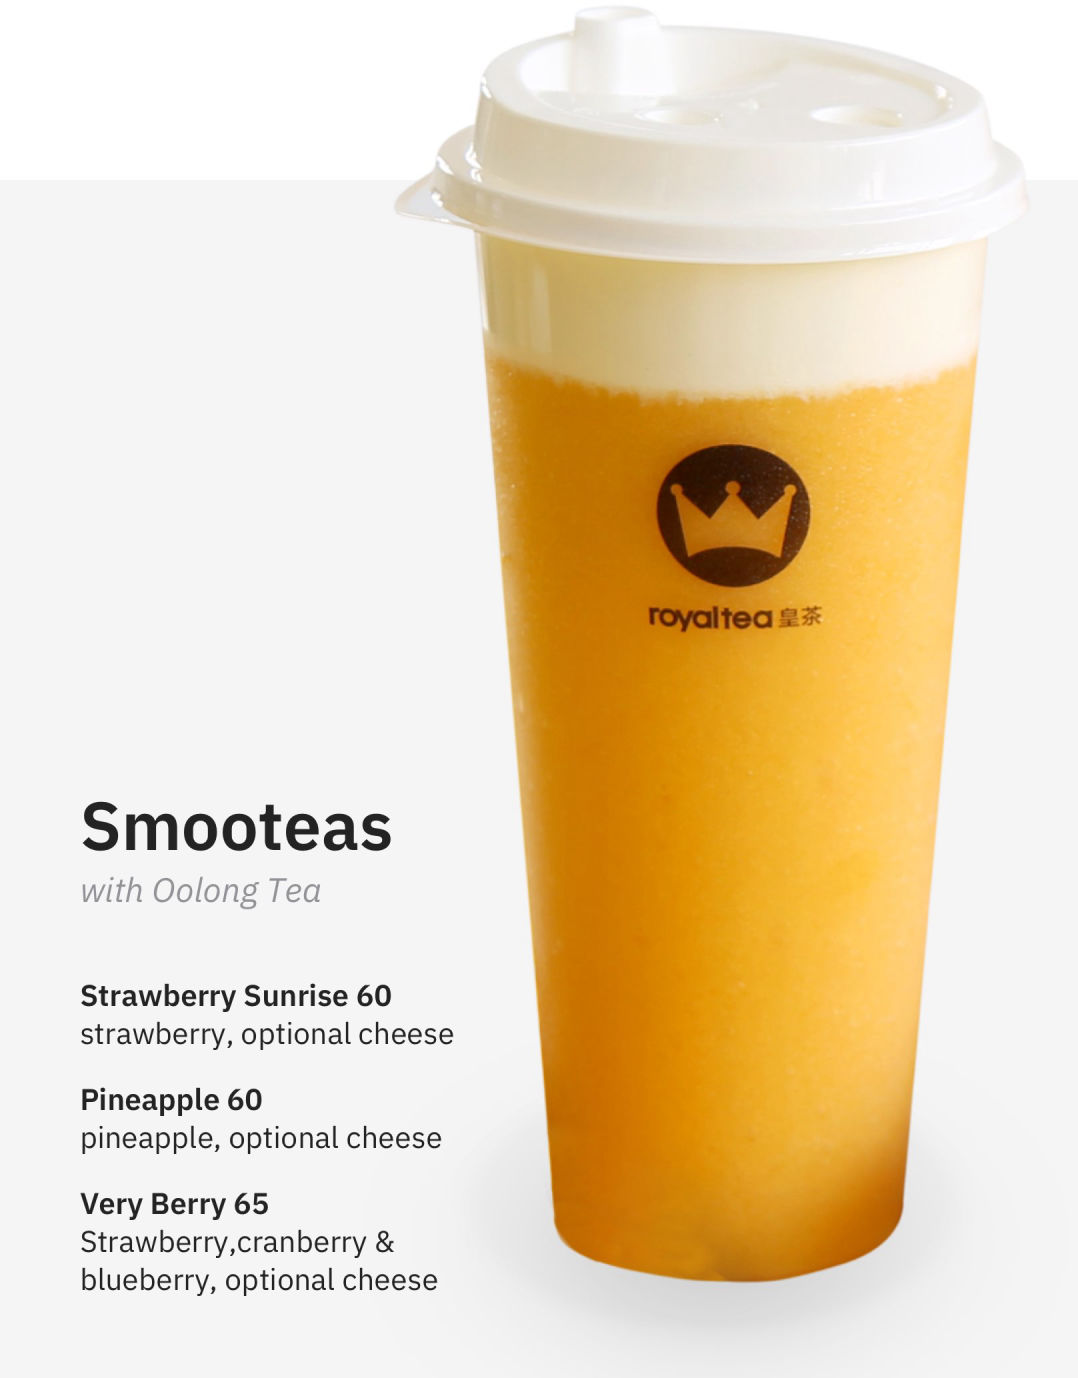 royaltea 皇茶
Smooteas
with Oolong Tea
Strawberry Sunrise 60
strawberry, optional cheese
Pineapple 60
pineapple, optional cheese
Very Berry 65
Strawberry,cranberry &
blueberry, optional cheese